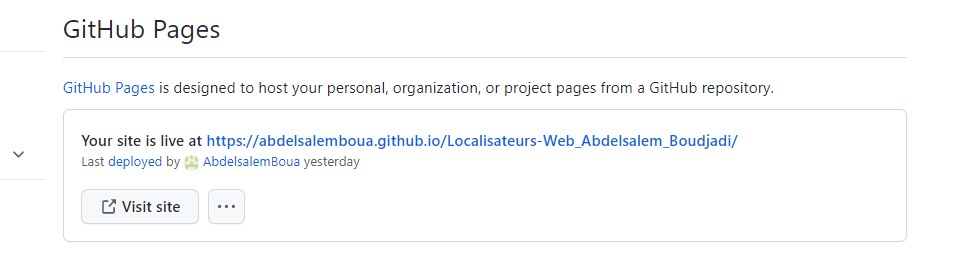 GitHub Pages
GitHub Pages is designed to host your personal, organization, or project pages from a GitHub repository.
Your site is live at https://abdelsalemboua.github.io/Localisateurs-Web_Abdelsalem_Boudjadi/
Last deployed by AbdelsalemBoua yesterday
Visit site